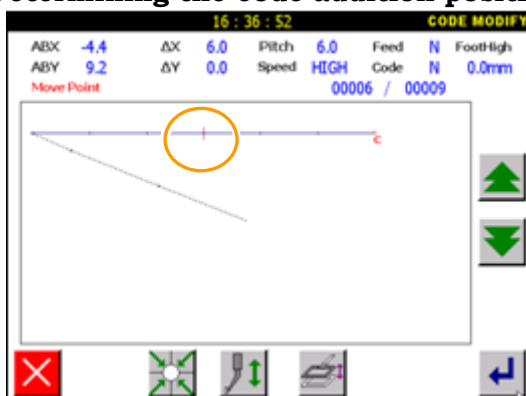 Determining the code addition position
16 : 36 : 52 CODE MODIFY
ABX -4.4 ΔX 6.0 Pitch 6.0 Feed N FootHigh
ABY 9.2 ΔY 0.0 Speed HIGH Code N 0.0mm
Move Point 00006 / 00009
C